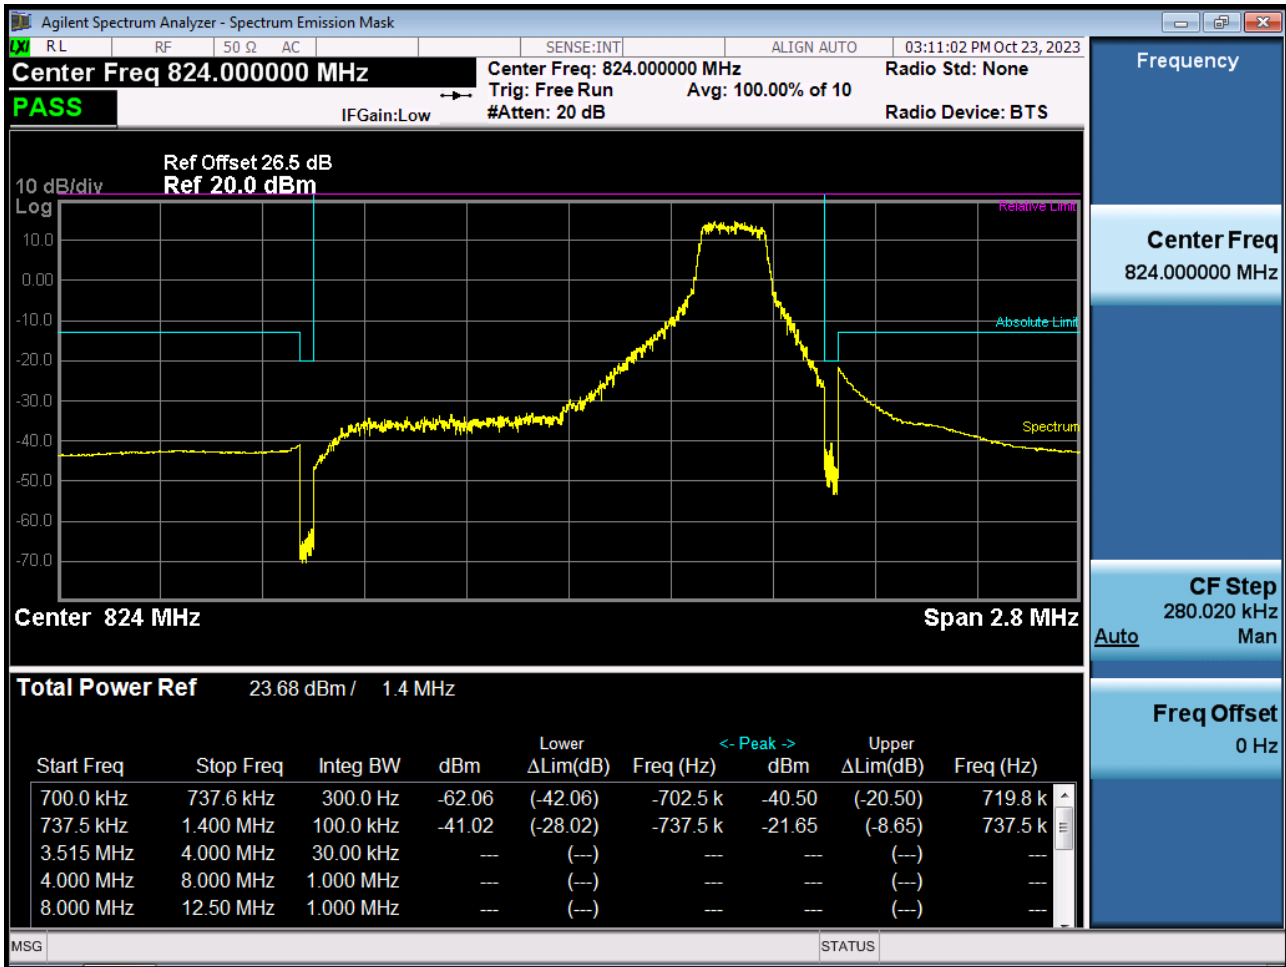 Agilent Spectrum Analyzer - Spectrum Emission Mask
LXI RL RF 50 Ω AC SENSE:INT ALIGN AUTO 03:11:02 PM Oct 23, 2023
Center Freq 824.000000 MHz
Center Freq: 824.000000 MHz Radio Std: None
Trig: Free Run Avg: 100.00% of 10
PASS
IFGain:Low #Atten: 20 dB Radio Device: BTS
Ref Offset 26.5 dB
10 dB/div Ref 20.0 dBm
Log
Relative Limit
10.0
0.00
-10.0
Absolute Limit
-20.0
-30.0
Spectrum
-40.0
-50.0
-60.0
-70.0
Center 824 MHz Span 2.8 MHz
Total Power Ref 23.68 dBm / 1.4 MHz
Lower <- Peak -> Upper
Start Freq Stop Freq Integ BW dBm ΔLim(dB) Freq (Hz) dBm ΔLim(dB) Freq (Hz)
700.0 kHz 737.6 kHz 300.0 Hz -62.06 (-42.06) -702.5 k -40.50 (-20.50) 719.8 k
737.5 kHz 1.400 MHz 100.0 kHz -41.02 (-28.02) -737.5 k -21.65 (-8.65) 737.5 k
3.515 MHz 4.000 MHz 30.00 kHz --- (---) --- --- (---) ---
4.000 MHz 8.000 MHz 1.000 MHz --- (---) --- --- (---) ---
8.000 MHz 12.50 MHz 1.000 MHz --- (---) --- --- (---) ---
MSG STATUS
Frequency
Center Freq
824.000000 MHz
CF Step
280.020 kHz
Auto Man
Freq Offset
0 Hz